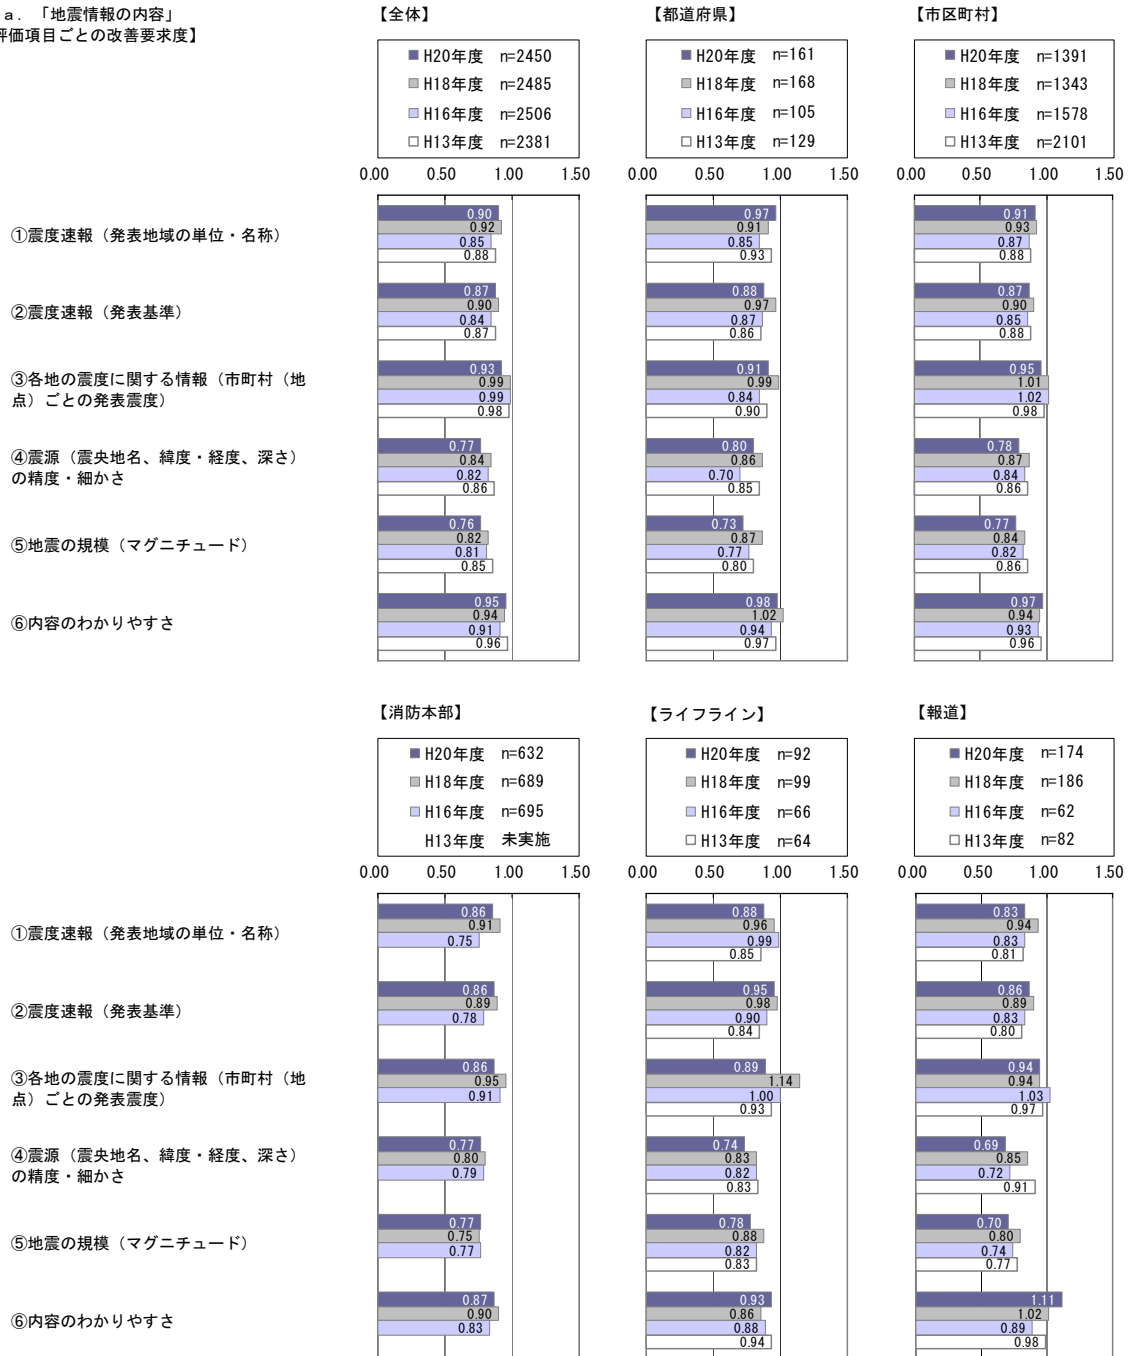 a. 「地震情報の内容」
評価項目ごとの改善要求度】
【全体】
H20年度 n=2450
H18年度 n=2485
H16年度 n=2506
H13年度 n=2381
【都道府県】
H20年度 n=161
H18年度 n=168
H16年度 n=105
H13年度 n=129
【市区町村】
H20年度 n=1391
H18年度 n=1343
H16年度 n=1578
H13年度 n=2101
0.00 0.50 1.00 1.50
0.00 0.50 1.00 1.50
0.00 0.50 1.00 1.50
①震度速報（発表地域の単位・名称）
0.90 0.97 0.91
0.92 0.91 0.93
0.85 0.85 0.87
0.88 0.93 0.88
②震度速報（発表基準）
0.87 0.88 0.87
0.90 0.97 0.90
0.84 0.87 0.85
0.87 0.86 0.88
③各地の震度に関する情報（市町村（地
点）ごとの発表震度）
0.93 0.91 0.95
0.99 0.99 1.01
0.99 0.84 1.02
0.98 0.90 0.98
④震源（震央地名、緯度・経度、深さ）
の精度・細かさ
0.77 0.80 0.78
0.84 0.86 0.87
0.82 0.70 0.84
0.86 0.85 0.86
⑤地震の規模（マグニチュード）
0.76 0.73 0.77
0.82 0.87 0.84
0.81 0.77 0.82
0.85 0.80 0.86
⑥内容のわかりやすさ
0.95 0.98 0.97
0.94 1.02 0.94
0.91 0.94 0.93
0.96 0.97 0.96
【消防本部】
H20年度 n=632
H18年度 n=689
H16年度 n=695
H13年度 未実施
【ライフライン】
H20年度 n=92
H18年度 n=99
H16年度 n=66
H13年度 n=64
【報道】
H20年度 n=174
H18年度 n=186
H16年度 n=62
H13年度 n=82
0.00 0.50 1.00 1.50
0.00 0.50 1.00 1.50
0.00 0.50 1.00 1.50
①震度速報（発表地域の単位・名称）
0.86 0.88 0.83
0.91 0.96 0.94
0.75 0.99 0.83
0.85 0.81
②震度速報（発表基準）
0.86 0.95 0.86
0.89 0.98 0.89
0.78 0.90 0.83
0.84 0.80
③各地の震度に関する情報（市町村（地
点）ごとの発表震度）
0.86 0.89 0.94
0.95 1.14 0.94
0.91 1.00 1.03
0.93 0.97
④震源（震央地名、緯度・経度、深さ）
の精度・細かさ
0.77 0.74 0.69
0.80 0.83 0.85
0.79 0.82 0.72
0.83 0.91
⑤地震の規模（マグニチュード）
0.77 0.78 0.70
0.75 0.88 0.80
0.77 0.82 0.74
0.83 0.77
⑥内容のわかりやすさ
0.87 0.93 1.11
0.90 0.86 1.02
0.83 0.88 0.89
0.94 0.98